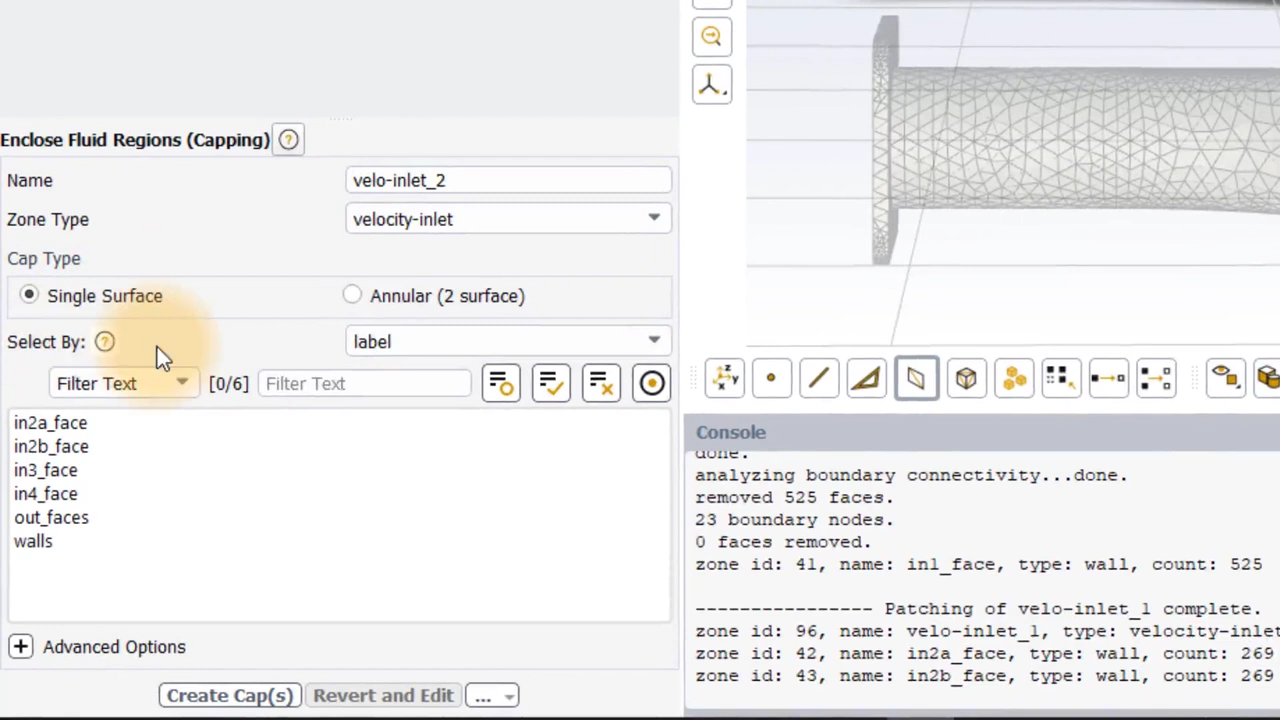 Enclose Fluid Regions (Capping)
Name velo-inlet_2
Zone Type velocity-inlet
Cap Type
Single Surface Annular (2 surface)
Select By: label
Filter Text [0/6] Filter Text
in2a_face
in2b_face
in3_face
in4_face
out_faces
walls
Advanced Options
Create Cap(s) Revert and Edit ...
Console
done.
analyzing boundary connectivity...done.
removed 525 faces.
23 boundary nodes.
0 faces removed.
zone id: 41, name: in1_face, type: wall, count: 525
---------------- Patching of velo-inlet_1 complete.
zone id: 96, name: velo-inlet_1, type: velocity-inlet
zone id: 42, name: in2a_face, type: wall, count: 269
zone id: 43, name: in2b_face, type: wall, count: 269